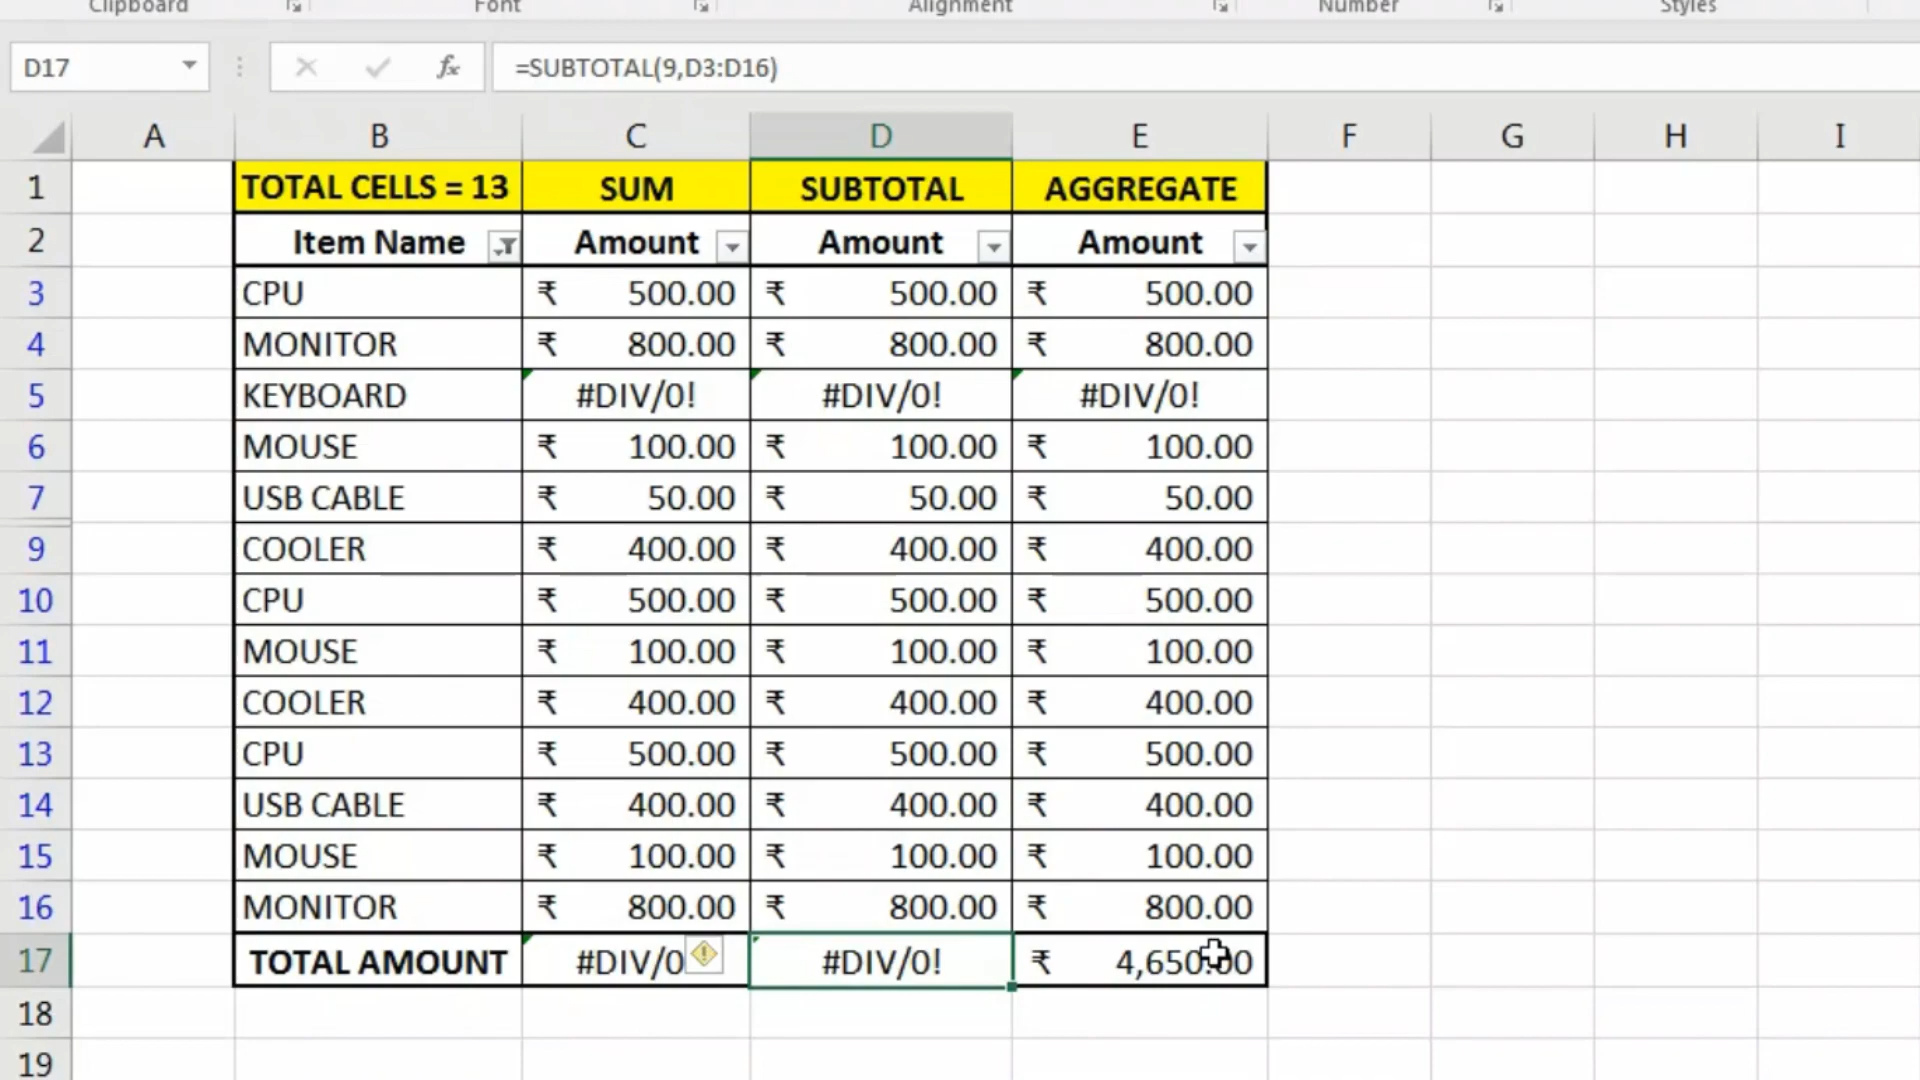 Clipboard Font Alignment Number Styles
D17 fx =SUBTOTAL(9,D3:D16)
A B C D E F G H I
1 TOTAL CELLS = 13 SUM SUBTOTAL AGGREGATE
2 Item Name Amount Amount Amount
3 CPU ₹ 500.00 ₹ 500.00 ₹ 500.00
4 MONITOR ₹ 800.00 ₹ 800.00 ₹ 800.00
5 KEYBOARD #DIV/0! #DIV/0! #DIV/0!
6 MOUSE ₹ 100.00 ₹ 100.00 ₹ 100.00
7 USB CABLE ₹ 50.00 ₹ 50.00 ₹ 50.00
9 COOLER ₹ 400.00 ₹ 400.00 ₹ 400.00
10 CPU ₹ 500.00 ₹ 500.00 ₹ 500.00
11 MOUSE ₹ 100.00 ₹ 100.00 ₹ 100.00
12 COOLER ₹ 400.00 ₹ 400.00 ₹ 400.00
13 CPU ₹ 500.00 ₹ 500.00 ₹ 500.00
14 USB CABLE ₹ 400.00 ₹ 400.00 ₹ 400.00
15 MOUSE ₹ 100.00 ₹ 100.00 ₹ 100.00
16 MONITOR ₹ 800.00 ₹ 800.00 ₹ 800.00
17 TOTAL AMOUNT #DIV/0 #DIV/0! ₹ 4,650.00
18
19